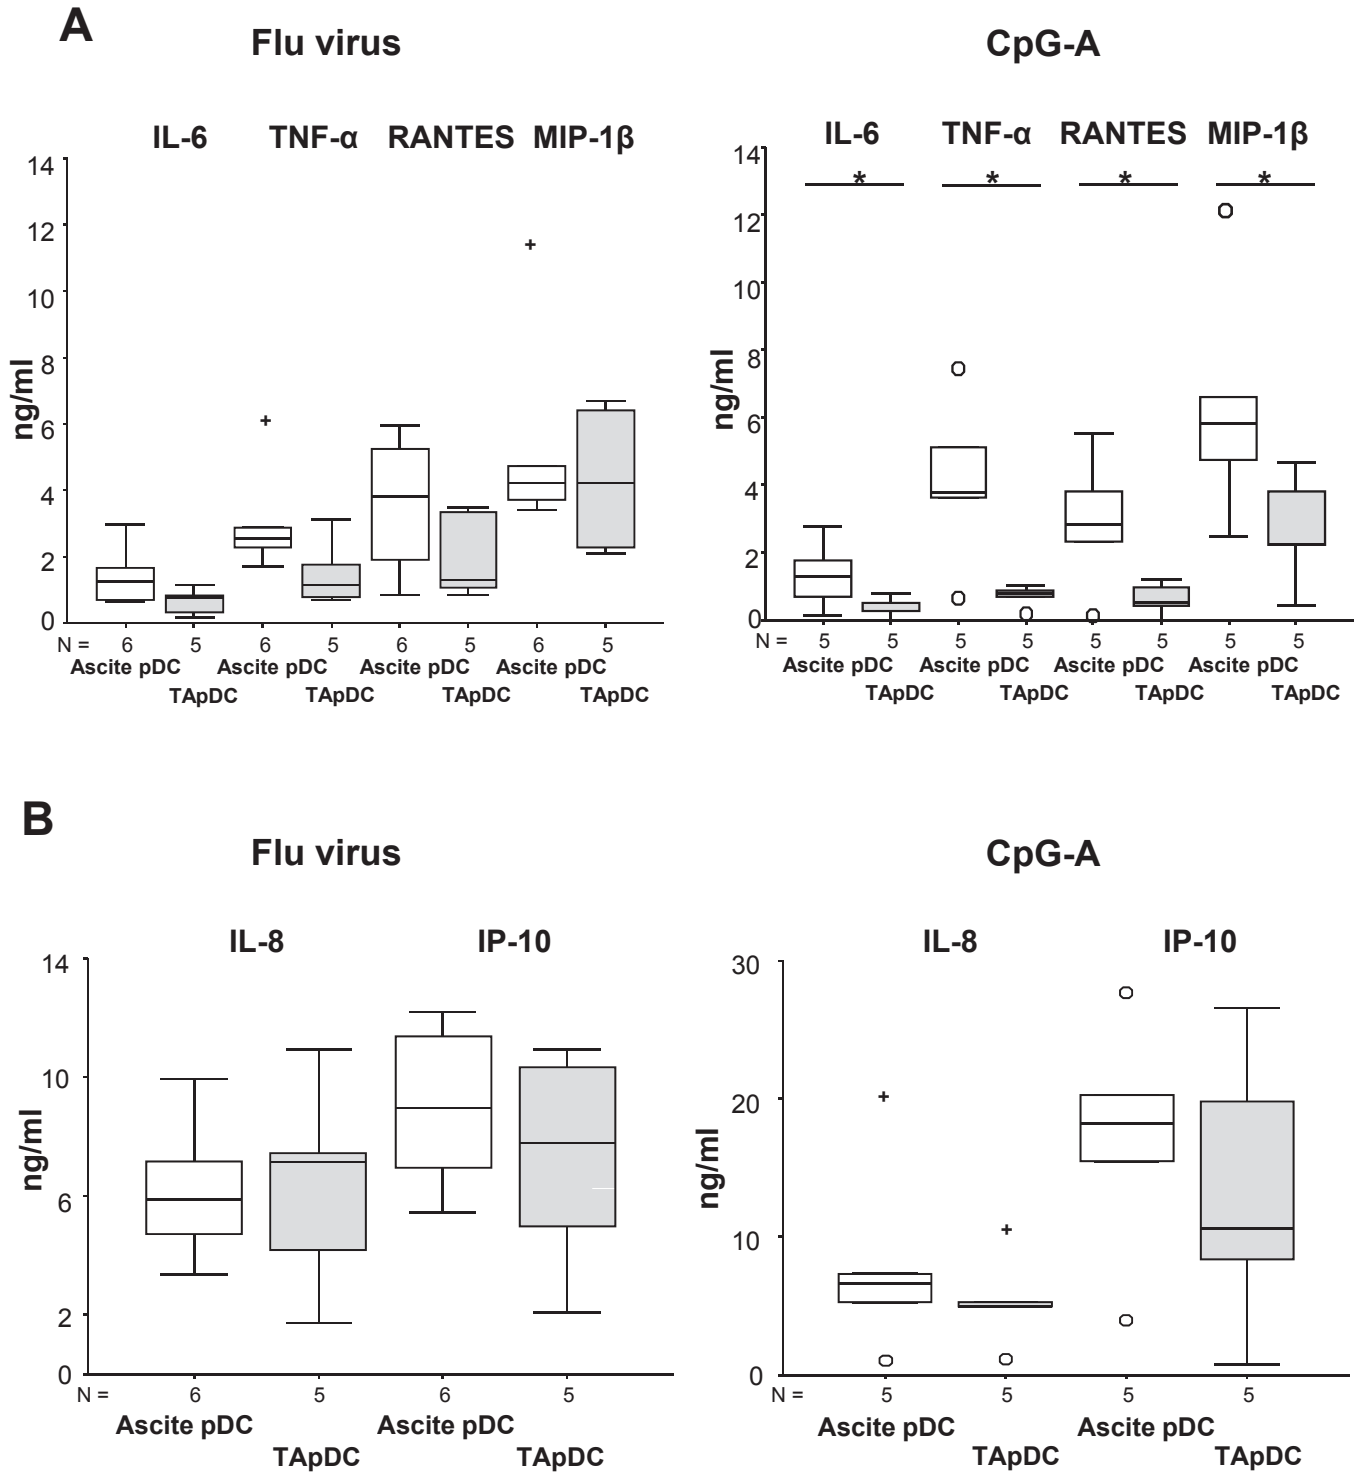 A
Flu virus
CpG-A
IL-6 TNF-α RANTES MIP-1β
IL-6 TNF-α RANTES MIP-1β
* * * *
14
12
10
8
6
4
2
0
ng/ml
14
12
10
8
6
4
2
0
ng/ml
N = 6 5 6 5 6 5 6 5
Ascite pDC Ascite pDC Ascite pDC Ascite pDC
TApDC TApDC TApDC TApDC
N = 5 5 5 5 5 5 5 5
Ascite pDC Ascite pDC Ascite pDC Ascite pDC
TApDC TApDC TApDC TApDC
B
Flu virus
CpG-A
IL-8 IP-10
IL-8 IP-10
14
10
6
2
0
ng/ml
30
20
10
0
ng/ml
N = 6 5 6 5
Ascite pDC Ascite pDC
TApDC TApDC
N = 5 5 5 5
Ascite pDC Ascite pDC
TApDC TApDC